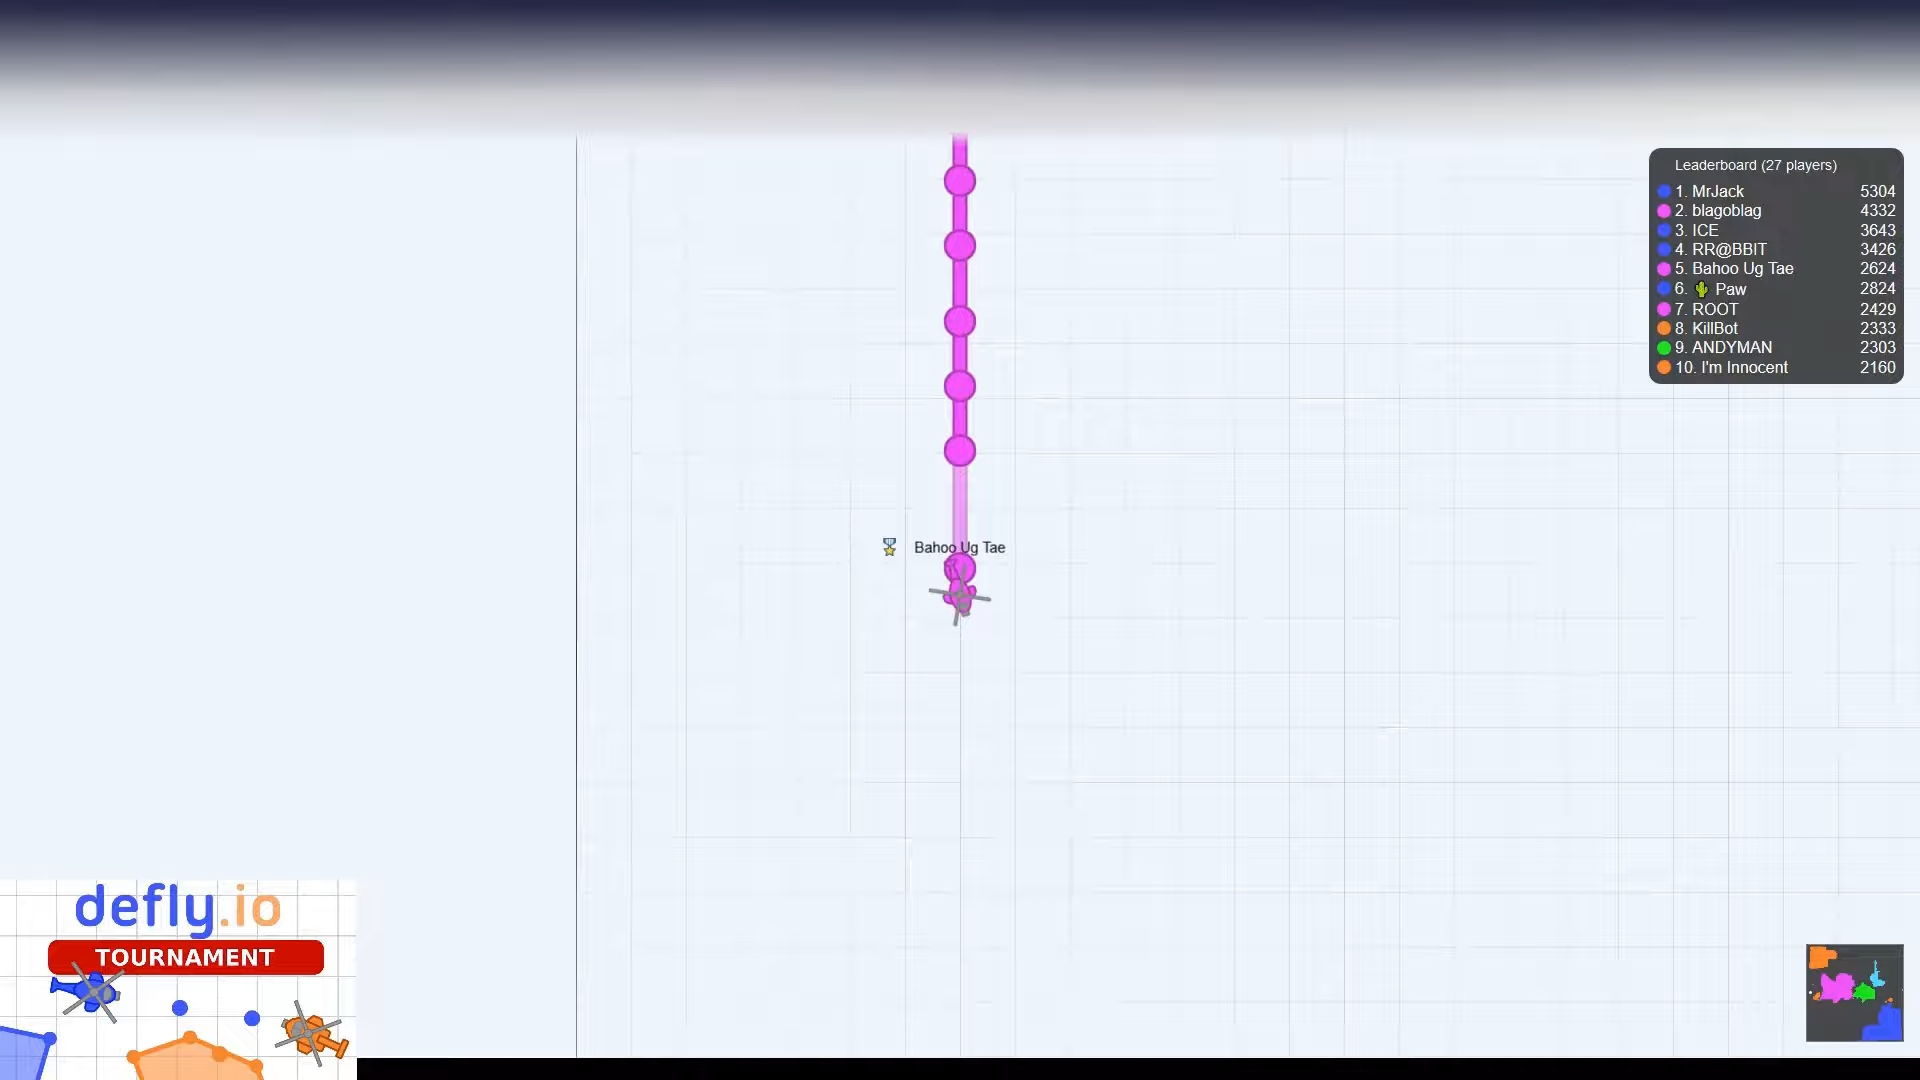 Leaderboard (27 players)
1. MrJack 5304
2. blagoblag 4332
3. ICE 3643
4. RR@BBIT 3426
5. Bahoo Ug Tae 2624
6. 🌵 Paw 2824
7. ROOT 2429
8. KillBot 2333
9. ANDYMAN 2303
10. I'm Innocent 2160
Bahoo Ug Tae
defly.io
TOURNAMENT